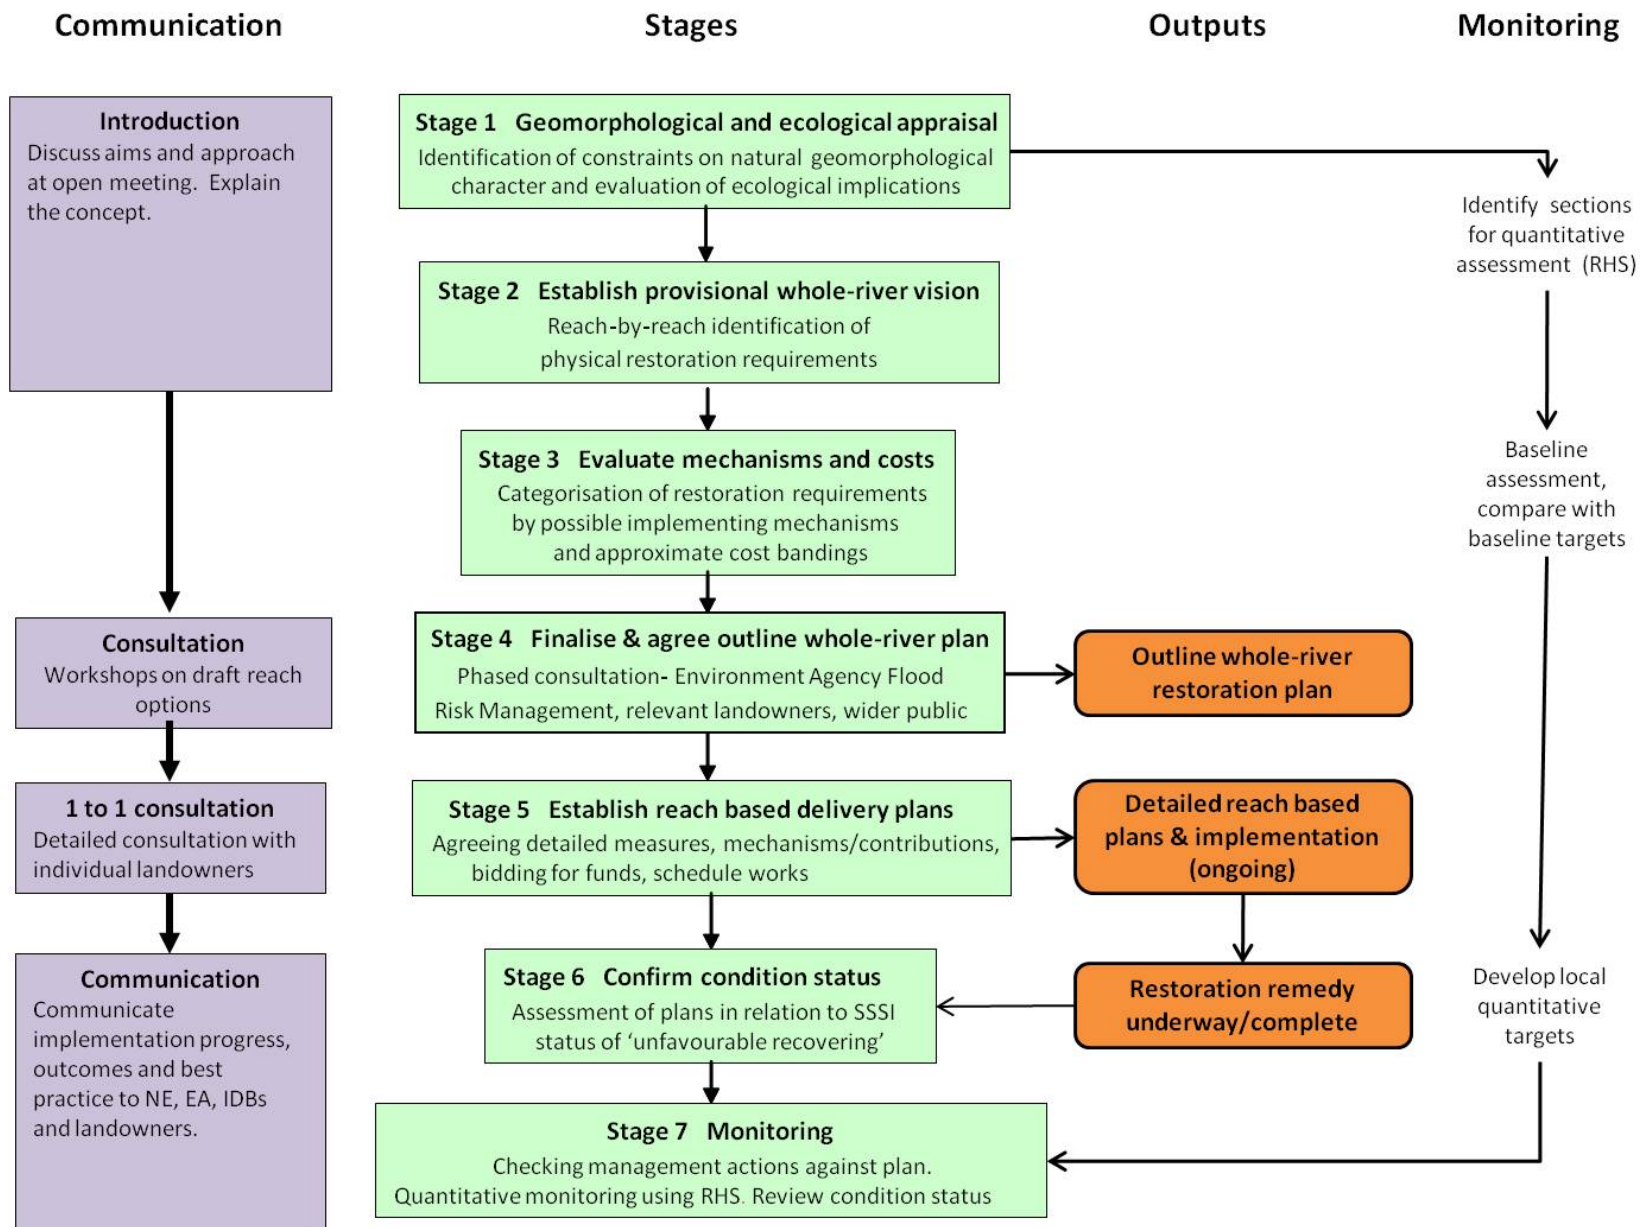 Communication
Stages
Outputs
Monitoring
Introduction
Discuss aims and approach
at open meeting. Explain
the concept.
Consultation
Workshops on draft reach
options
1 to 1 consultation
Detailed consultation with
individual landowners
Communication
Communicate
implementation progress,
outcomes and best
practice to NE, EA, IDBs
and landowners.
Stage 1 Geomorphological and ecological appraisal
Identification of constraints on natural geomorphological
character and evaluation of ecological implications
Stage 2 Establish provisional whole-river vision
Reach-by-reach identification of
physical restoration requirements
Stage 3 Evaluate mechanisms and costs
Categorisation of restoration requirements
by possible implementing mechanisms
and approximate cost bandings
Stage 4 Finalise & agree outline whole-river plan
Phased consultation- Environment Agency Flood
Risk Management, relevant landowners, wider public
Stage 5 Establish reach based delivery plans
Agreeing detailed measures, mechanisms/contributions,
bidding for funds, schedule works
Stage 6 Confirm condition status
Assessment of plans in relation to SSSI
status of ‘unfavourable recovering’
Stage 7 Monitoring
Checking management actions against plan.
Quantitative monitoring using RHS. Review condition status
Outline whole-river
restoration plan
Detailed reach based
plans & implementation
(ongoing)
Restoration remedy
underway/complete
Identify sections
for quantitative
assessment (RHS)
Baseline
assessment,
compare with
baseline targets
Develop local
quantitative
targets